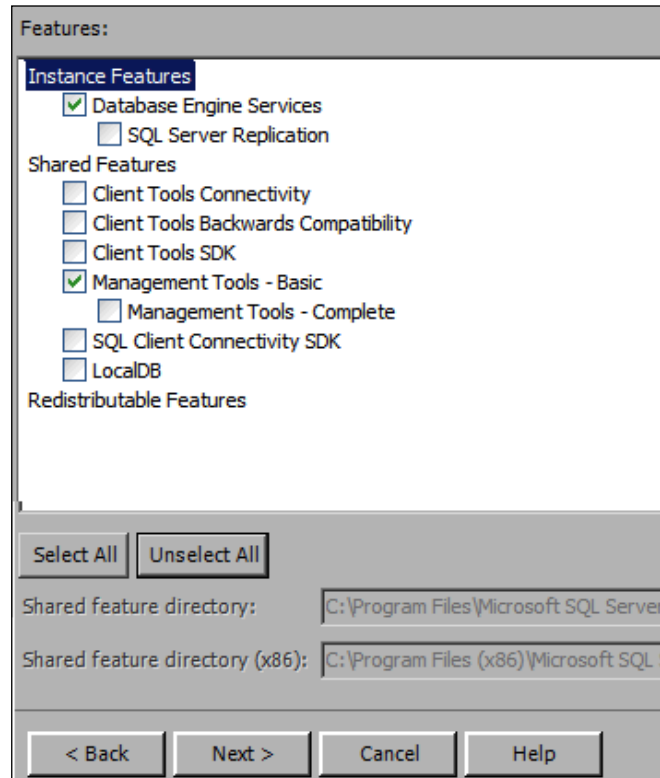 Features:
Instance Features
Database Engine Services
SQL Server Replication
Shared Features
Client Tools Connectivity
Client Tools Backwards Compatibility
Client Tools SDK
Management Tools - Basic
Management Tools - Complete
SQL Client Connectivity SDK
LocalDB
Redistributable Features
Select All Unselect All
Shared feature directory: C:\Program Files\Microsoft SQL Server
Shared feature directory (x86): C:\Program Files (x86)\Microsoft SQL
< Back Next > Cancel Help